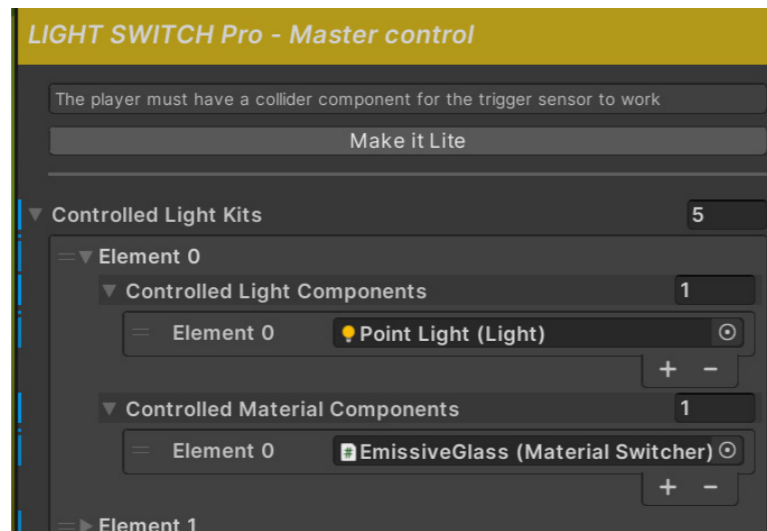 LIGHT SWITCH Pro - Master control
The player must have a collider component for the trigger sensor to work
Make it Lite
Controlled Light Kits 5
Element 0
Controlled Light Components 1
Element 0 Point Light (Light)
+ −
Controlled Material Components 1
Element 0 # EmissiveGlass (Material Switcher)
+ −
Element 1